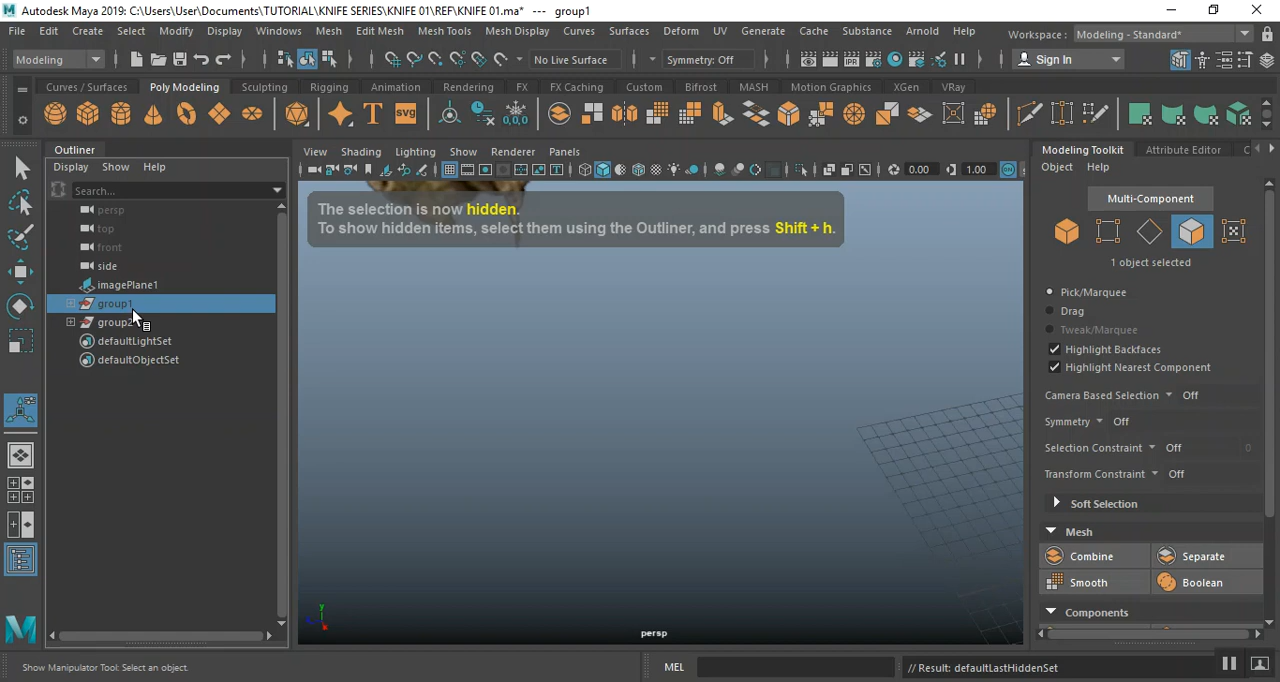 Autodesk Maya 2019: C:\Users\User\Documents\TUTORIAL\KNIFE SERIES\KNIFE 01\REF\KNIFE 01.ma* --- group1
File Edit Create Select Modify Display Windows Mesh Edit Mesh Mesh Tools Mesh Display Curves Surfaces Deform UV Generate Cache Substance Arnold Help Workspace: Modeling - Standard*
Modeling No Live Surface Symmetry: Off Sign In
Curves / Surfaces Poly Modeling Sculpting Rigging Animation Rendering FX FX Caching Custom Bifrost MASH Motion Graphics XGen VRay
SVG
0,0,0
Outliner
Display Show Help
Search...
persp
top
front
side
imagePlane1
group1
group2
defaultLightSet
defaultObjectSet
View Shading Lighting Show Renderer Panels
0.00 1.00
The selection is now hidden.
To show hidden items, select them using the Outliner, and press Shift + h.
persp
Modeling Toolkit Attribute Editor C
Object Help
Multi-Component
1 object selected
Pick/Marquee
Drag
Tweak/Marquee
Highlight Backfaces
Highlight Nearest Component
Camera Based Selection Off
Symmetry Off
Selection Constraint Off 0
Transform Constraint Off
Soft Selection
Mesh
Combine Separate
Smooth Boolean
Components
Show Manipulator Tool: Select an object. MEL // Result: defaultLastHiddenSet